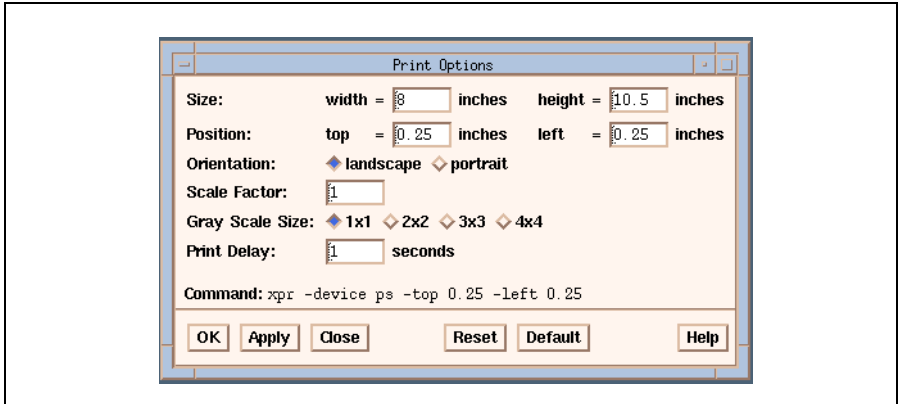 Print Options
Size: width = 8 inches height = 10.5 inches
Position: top = 0.25 inches left = 0.25 inches
Orientation: landscape portrait
Scale Factor: 1
Gray Scale Size: 1x1 2x2 3x3 4x4
Print Delay: 1 seconds
Command: xpr -device ps -top 0.25 -left 0.25
OK Apply Close Reset Default Help